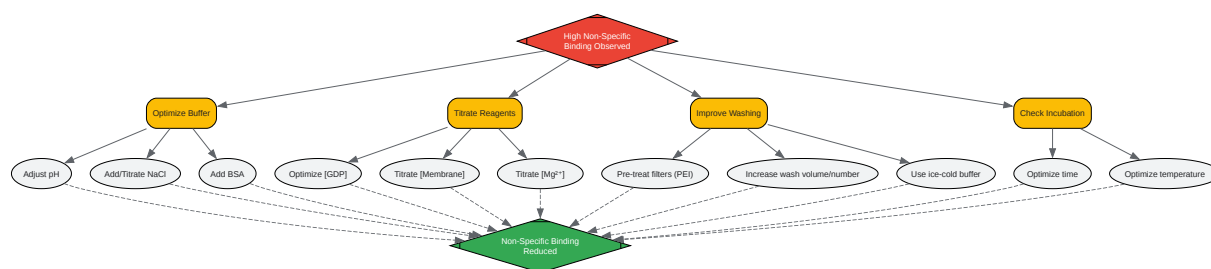 High Non-Specific
Binding Observed
Optimize Buffer
Titrate Reagents
Improve Washing
Check Incubation
Adjust pH
Add/Titrate NaCl
Add BSA
Optimize [GDP]
Titrate [Membrane]
Titrate [Mg²⁺]
Pre-treat filters (PEI)
Increase wash volume/number
Use ice-cold buffer
Optimize time
Optimize temperature
Non-Specific Binding
Reduced